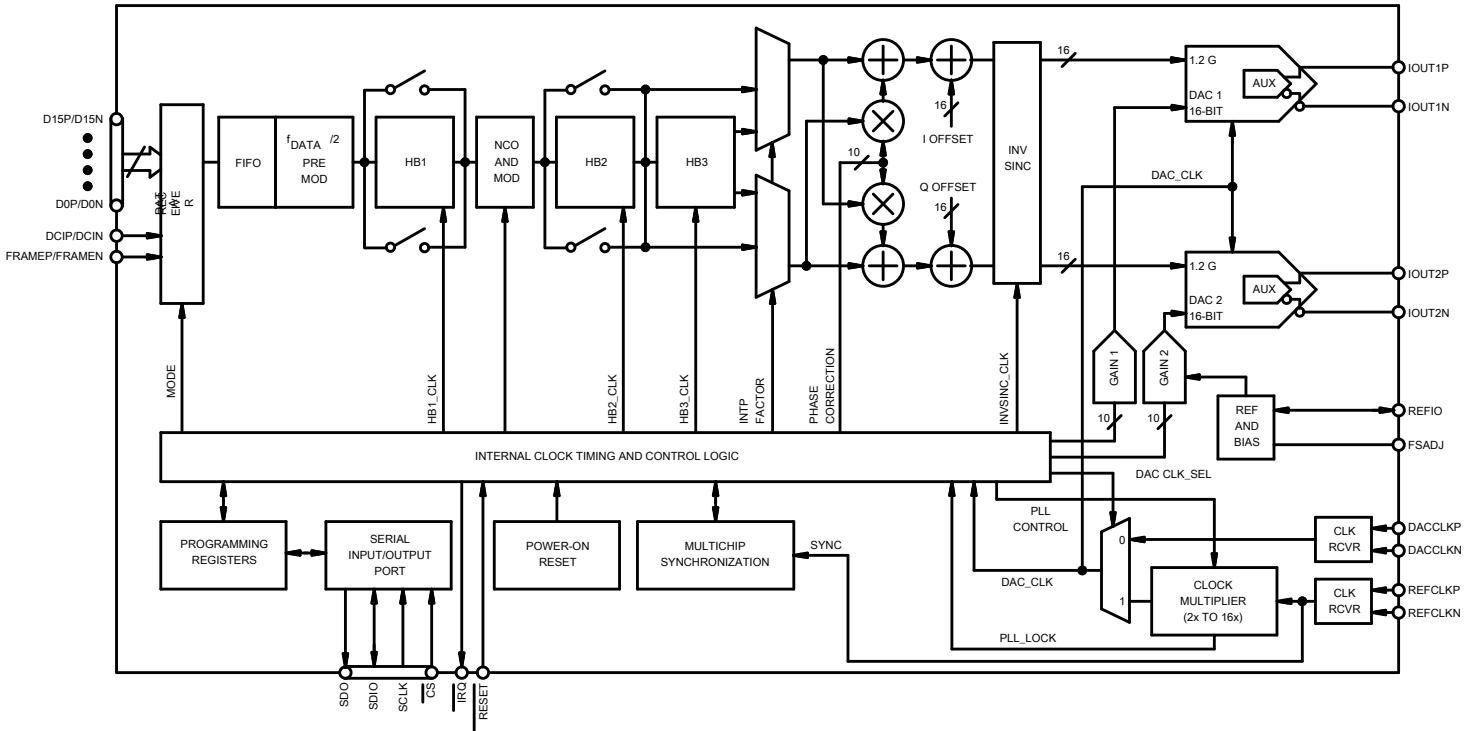 D15P/D15N
D0P/D0N
DCIP/DCIN
FRAMEP/FRAMEN
FIFO
fDATA /2
PRE
MOD
HB1
NCO
AND
MOD
HB2
HB3
10
16
I OFFSET
Q OFFSET
16
INV
SINC
16
16
1.2 G
DAC 1
16-BIT
AUX
IOUT1P
IOUT1N
DAC_CLK
1.2 G
DAC 2
16-BIT
AUX
IOUT2P
IOUT2N
MODE
HB1_CLK
HB2_CLK
HB3_CLK
INTP
FACTOR
PHASE
CORRECTION
INVSINC_CLK
GAIN 1
GAIN 2
10
10
REF
AND
BIAS
REFIO
FSADJ
INTERNAL CLOCK TIMING AND CONTROL LOGIC
DAC CLK_SEL
PROGRAMMING
REGISTERS
SERIAL
INPUT/OUTPUT
PORT
POWER-ON
RESET
MULTICHIP
SYNCHRONIZATION
SYNC
PLL
CONTROL
DAC_CLK
PLL_LOCK
0
1
CLOCK
MULTIPLIER
(2x TO 16x)
CLK
RCVR
CLK
RCVR
DACCLKP
DACCLKN
REFCLKP
REFCLKN
SDO
SDIO
SCLK
CS
IRQ
RESET